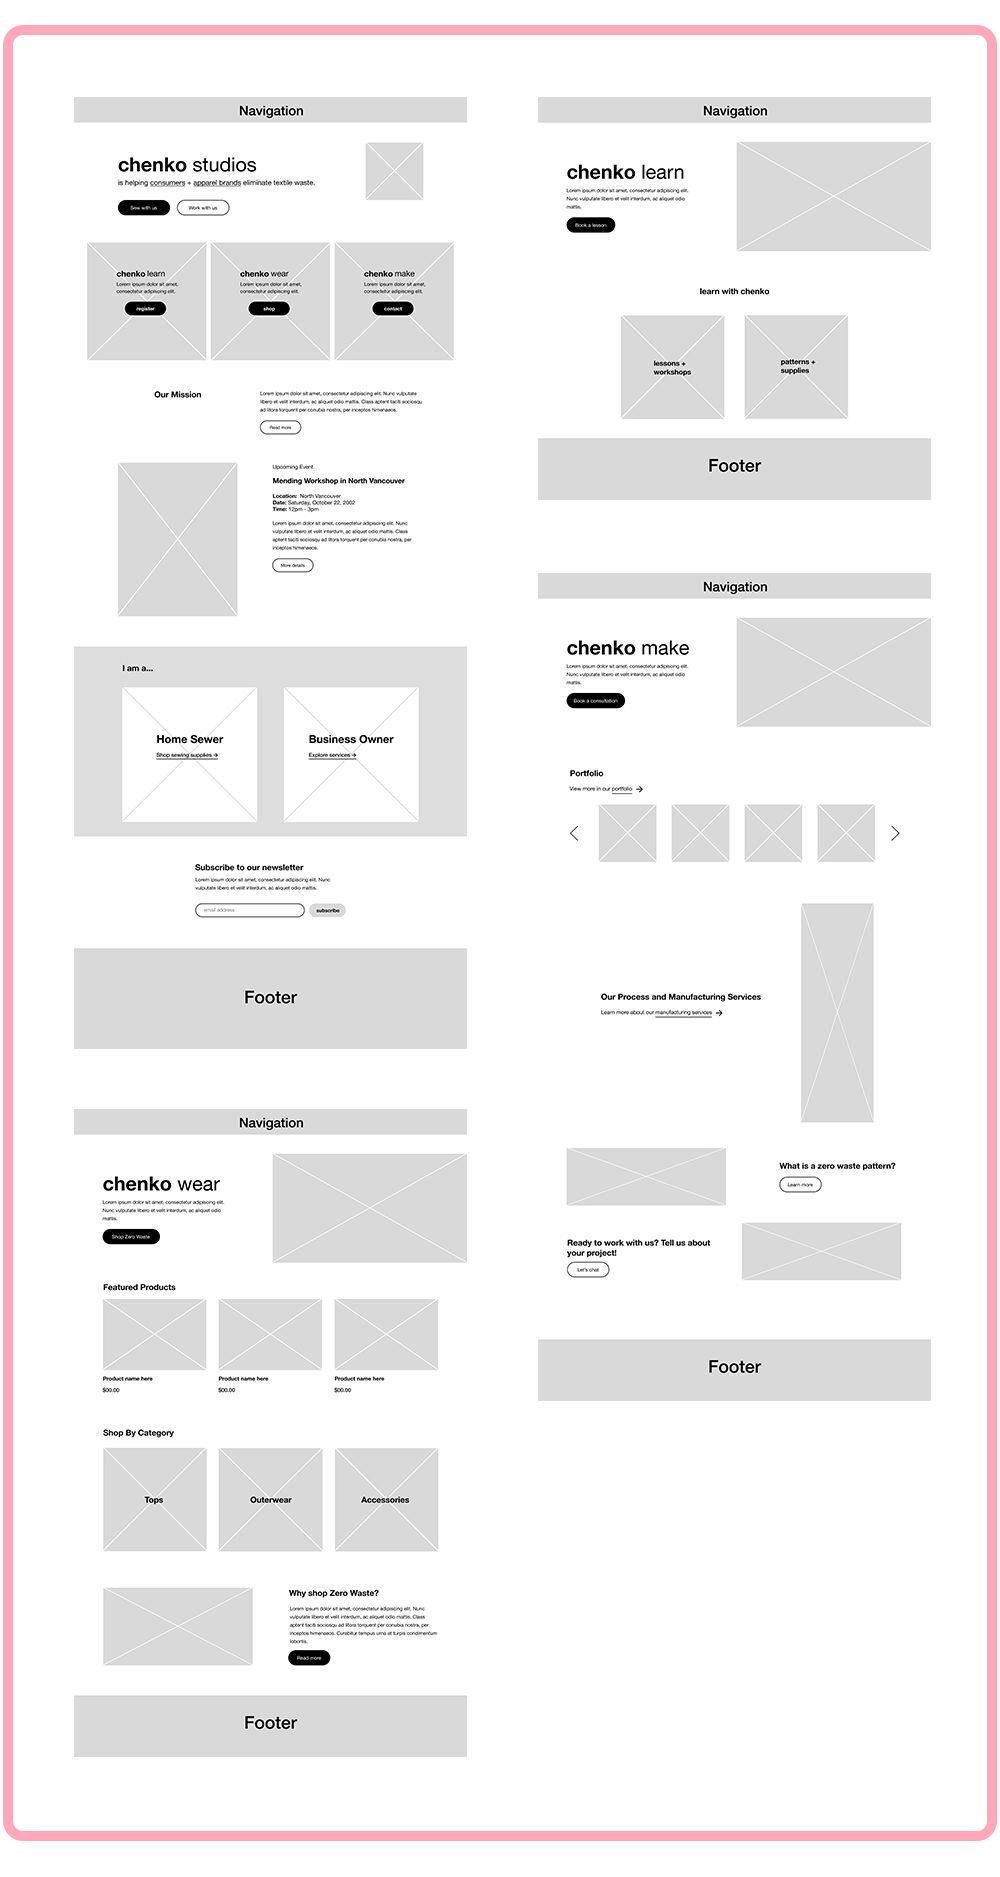 Navigation
chenko studios
is helping consumers + apparel brands eliminate textile waste.
Sew with us
Work with us
chenko learn
Lorem ipsum dolor sit amet,
consectetur adipiscing elit.
register
chenko wear
Lorem ipsum dolor sit amet,
consectetur adipiscing elit.
shop
chenko make
Lorem ipsum dolor sit amet,
consectetur adipiscing elit.
contact
Our Mission
Lorem ipsum dolor sit amet, consectetur adipiscing elit. Nunc vulputate
libero et velit interdum, ac aliquet odio mattis. Class aptent taciti sociosqu
ad litora torquent per conubia nostra, per inceptos himenaeos.
Read more
Upcoming Event
Mending Workshop in North Vancouver
Location: North Vancouver
Date: Saturday, October 22, 2002
Time: 12pm - 3pm
Lorem ipsum dolor sit amet, consectetur adipiscing elit. Nunc
vulputate libero et velit interdum, ac aliquet odio mattis. Class
aptent taciti sociosqu ad litora torquent per conubia nostra, per
inceptos himenaeos.
More details
I am a...
Home Sewer
Shop sewing supplies →
Business Owner
Explore services →
Subscribe to our newsletter
Lorem ipsum dolor sit amet, consectetur adipiscing elit. Nunc
vulputate libero et velit interdum, ac aliquet odio mattis.
email address
subscribe
Footer
Navigation
chenko wear
Lorem ipsum dolor sit amet, consectetur adipiscing elit.
Nunc vulputate libero et velit interdum, ac aliquet odio
mattis.
Shop Zero Waste
Featured Products
Product name here
$00.00
Product name here
$00.00
Product name here
$00.00
Shop By Category
Tops
Outerwear
Accessories
Why shop Zero Waste?
Lorem ipsum dolor sit amet, consectetur adipiscing elit. Nunc
vulputate libero et velit interdum, ac aliquet odio mattis. Class
aptent taciti sociosqu ad litora torquent per conubia nostra, per
inceptos himenaeos. Curabitur tempus urna at turpis condimentum
lobortis.
Read more
Footer
Navigation
chenko learn
Lorem ipsum dolor sit amet, consectetur adipiscing elit.
Nunc vulputate libero et velit interdum, ac aliquet odio
mattis.
Book a lesson
learn with chenko
lessons +
workshops
patterns +
supplies
Footer
Navigation
chenko make
Lorem ipsum dolor sit amet, consectetur adipiscing elit.
Nunc vulputate libero et velit interdum, ac aliquet odio
mattis.
Book a consultation
Portfolio
View more in our portfolio →
Our Process and Manufacturing Services
Learn more about our manufacturing services →
What is a zero waste pattern?
Learn more
Ready to work with us? Tell us about
your project!
Let's chat
Footer